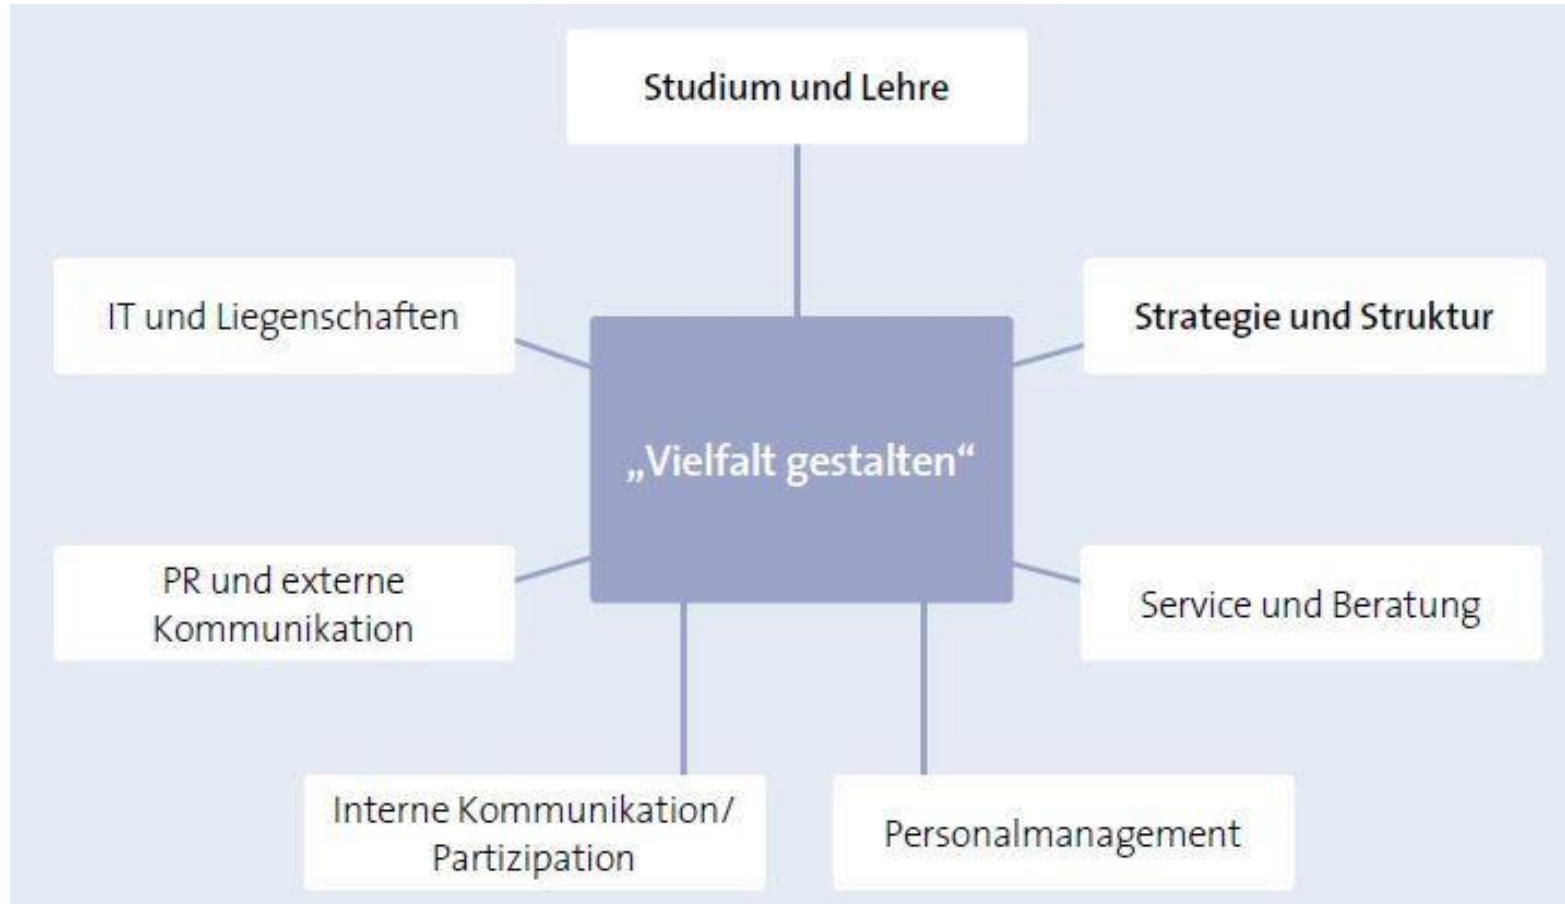 Studium und Lehre
IT und Liegenschaften
Strategie und Struktur
„Vielfalt gestalten“
PR und externe
Kommunikation
Service und Beratung
Interne Kommunikation/
Partizipation
Personalmanagement